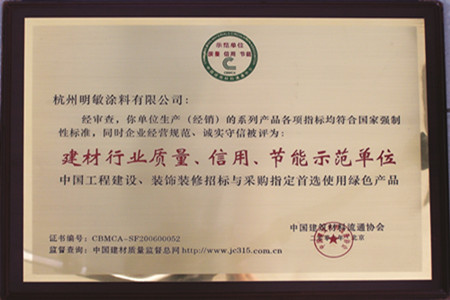 示范单位
质量 信用 节能
杭州明敏涂料有限公司：
经审查，你单位生产（经销）的系列产品各项指标均符合国家强制
性标准，同时企业经营规范、诚实守信被评为：
建材行业质量、信用、节能示范单位
中国工程建设、装饰装修招标与采购指定首选使用绿色产品
中国建筑材料流通协会
北京
证书编号：CBMCA-SF200600052
监督查询：中国建材质量监督总网http://www.jc315.com.cn